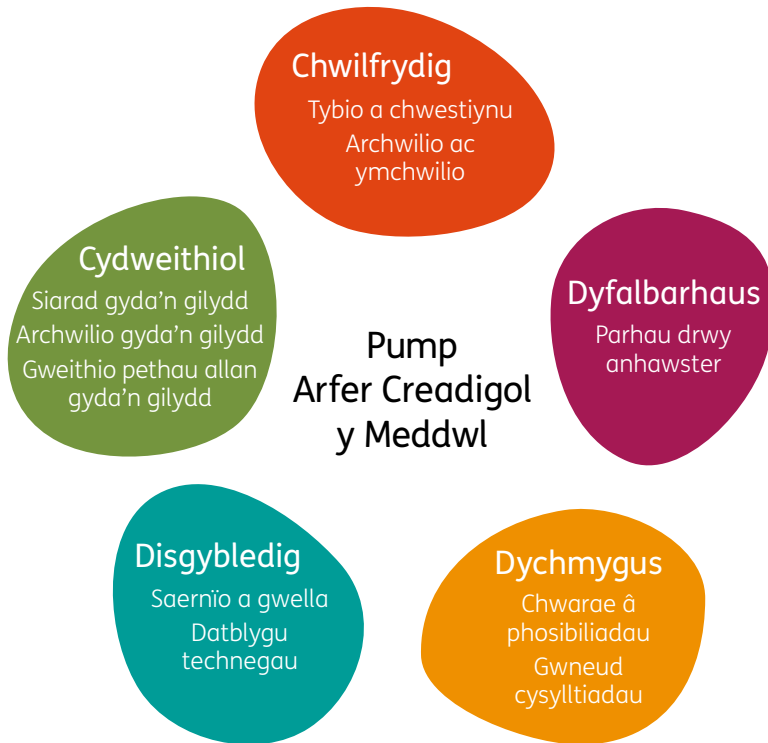 Chwilfrydig
Tybio a chwestiynu
Archwilio ac
ymchwilio
Cydweithiol
Siarad gyda’n gilydd
Archwilio gyda’n gilydd
Gweithio pethau allan
gyda’n gilydd
Pump
Arfer Creadigol
y Meddwl
Dyfalbarhaus
Parhau drwy
anhawster
Disgybledig
Saernïo a gwella
Datblygu
technegau
Dychmygus
Chwarae â
phosibiliadau
Gwneud
cysylltiadau